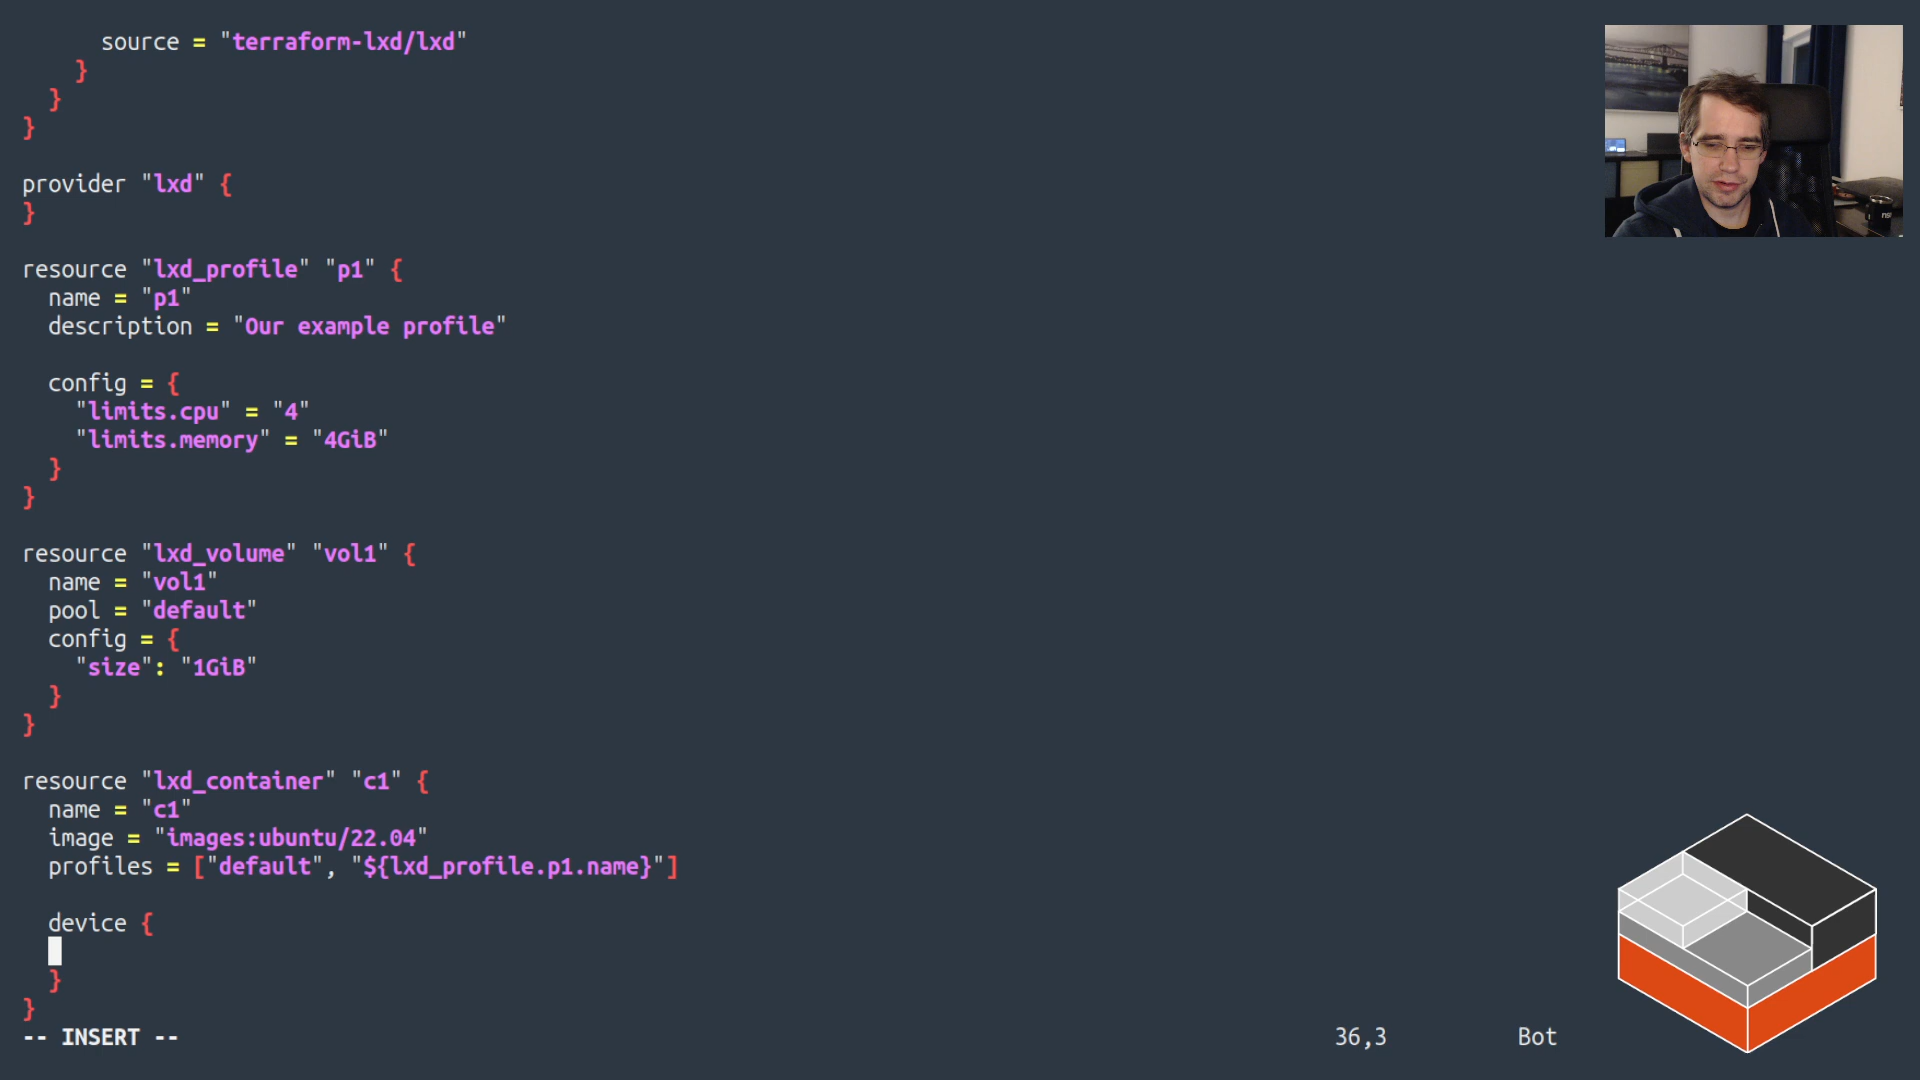 source = "terraform-lxd/lxd"
}
}
}
provider "lxd" {
}
resource "lxd_profile" "p1" {
name = "p1"
description = "Our example profile"
config = {
"limits.cpu" = "4"
"limits.memory" = "4GiB"
}
}
resource "lxd_volume" "vol1" {
name = "vol1"
pool = "default"
config = {
"size": "1GiB"
}
}
resource "lxd_container" "c1" {
name = "c1"
image = "images:ubuntu/22.04"
profiles = ["default", "${lxd_profile.p1.name}"]
device {
}
}
-- INSERT -- 36,3 Bot